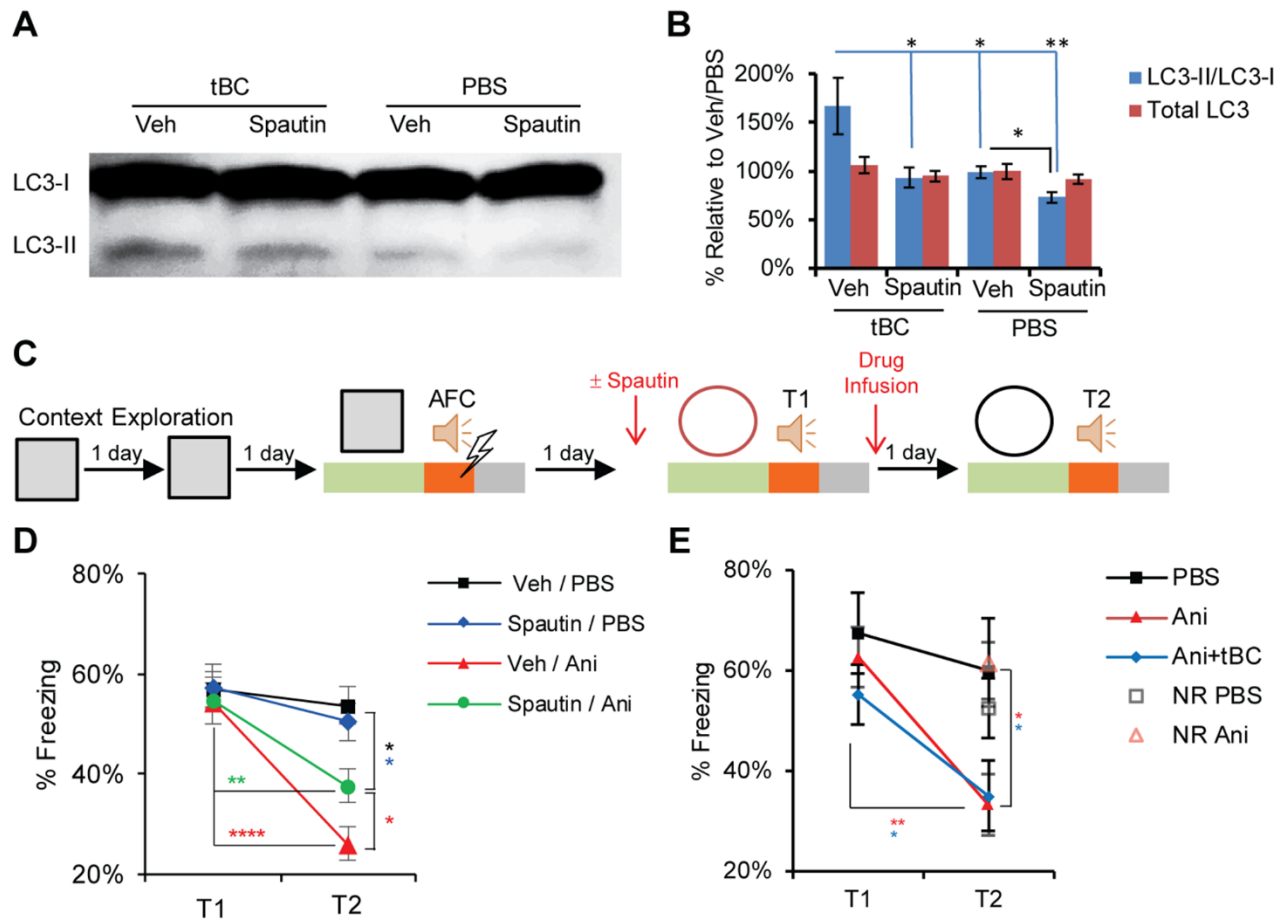 A
tBC
PBS
Veh
Spautin
Veh
Spautin
LC3-I
LC3-II
B
% Relative to Veh/PBS
200%
150%
100%
50%
0%
*
*
**
*
LC3-II/LC3-I
Total LC3
Veh
Spautin
Veh
Spautin
tBC
PBS
C
Context Exploration
1 day
1 day
AFC
1 day
± Spautin
T1
Drug
Infusion
1 day
T2
D
% Freezing
80%
60%
40%
20%
**
****
*
*
*
T1
T2
Veh / PBS
Spautin / PBS
Veh / Ani
Spautin / Ani
E
% Freezing
80%
60%
40%
20%
**
*
*
*
T1
T2
PBS
Ani
Ani+tBC
NR PBS
NR Ani